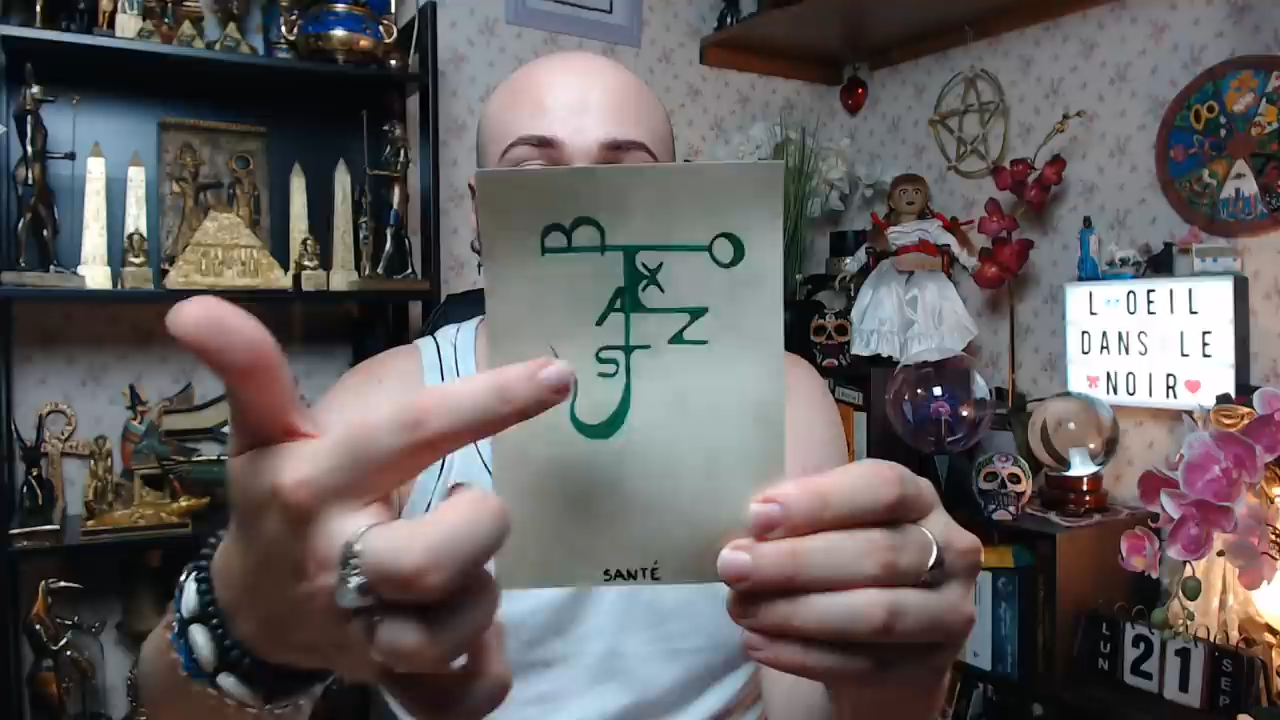 B O
X
A N
S
SANTÉ
L'OEIL
DANS LE
NOIR
LUN 21 SEP